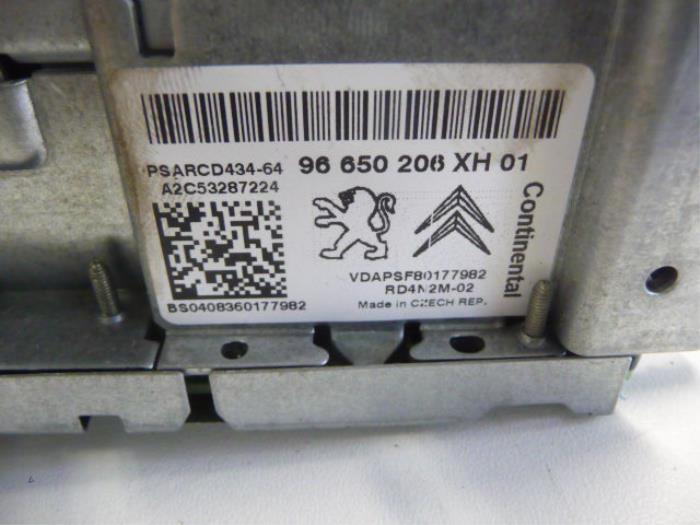 PSARCD434-64 96 650 206 XH 01
A2C53287224
Continental
VDAPSF80177982
RD4N2M-02
BS0408360177982
Made in CZECH REP.